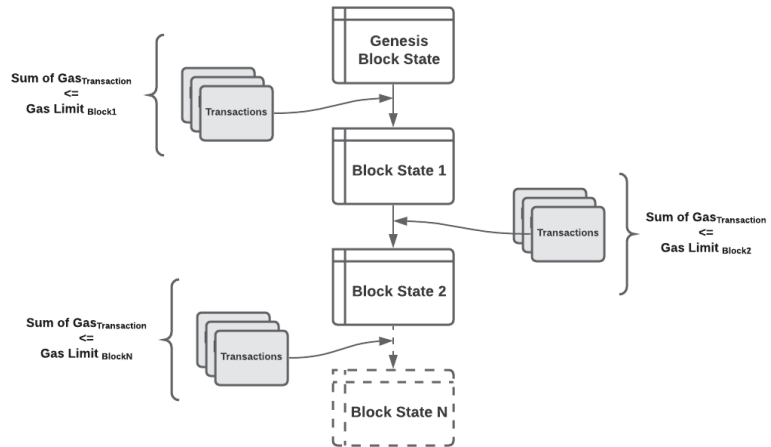 Genesis
Block State
Sum of GasTransaction
<=
Gas Limit Block1
Transactions
Block State 1
Transactions
Sum of GasTransaction
<=
Gas Limit Block2
Block State 2
Sum of GasTransaction
<=
Gas Limit BlockN
Transactions
Block State N